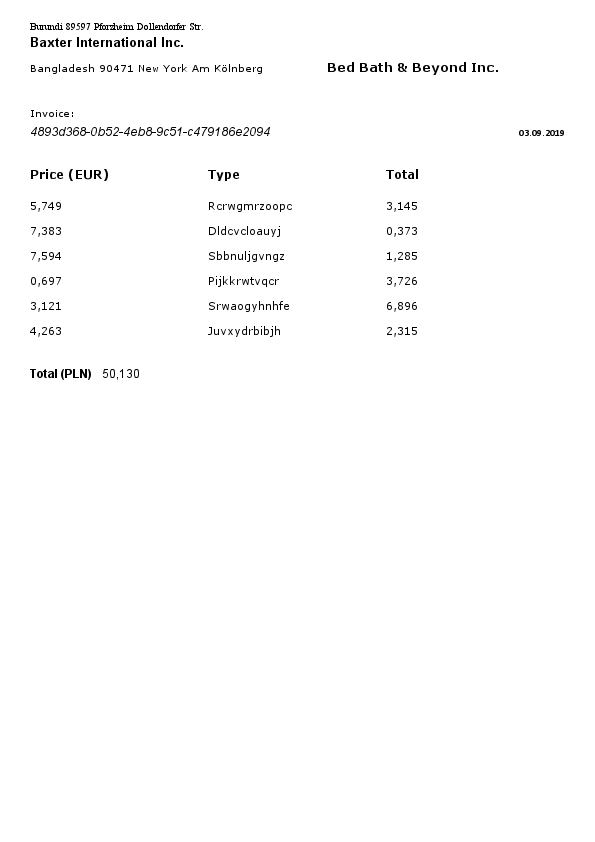 Burundi 89597 Pforzheim Dollendorfer Str.
Baxter International Inc.
Bangladesh 90471 New York Am Kölnberg Bed Bath & Beyond Inc.
Invoice:
4893d368-0b52-4eb8-9c51-c479186e2094 03.09.2019
Price (EUR) Type Total
5,749 Rcrwgmrzoopc 3,145
7,383 Dldcvcloauyj 0,373
7,594 Sbbnuljgvngz 1,285
0,697 Pijkkrwtvqcr 3,726
3,121 Srwaogyhnhfe 6,896
4,263 Juvxydrbibjh 2,315
Total (PLN) 50,130